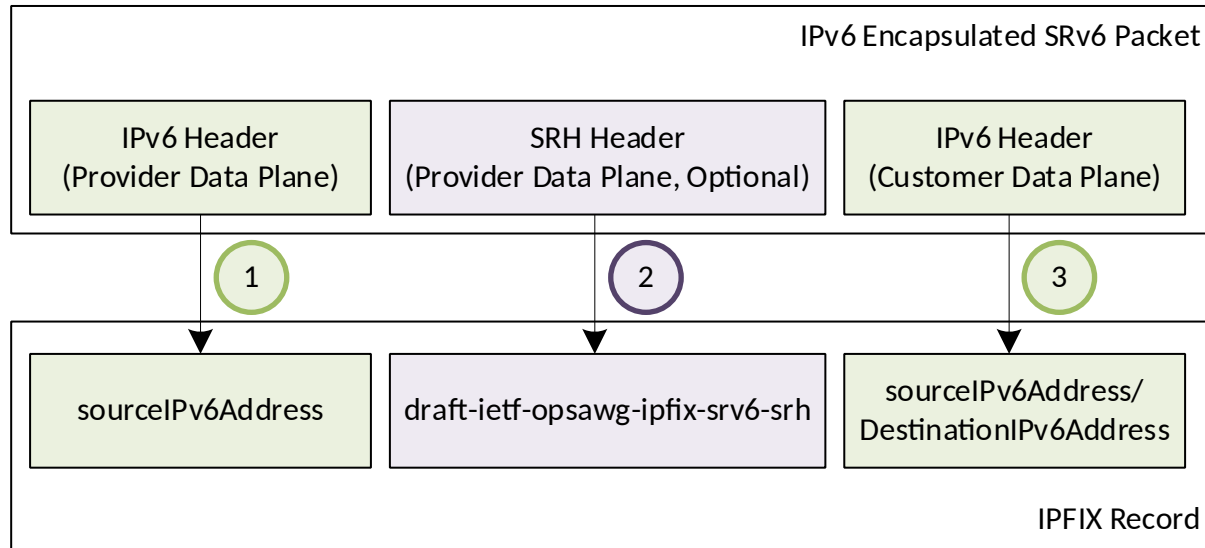 IPv6 Encapsulated SRv6 Packet
IPv6 Header
(Provider Data Plane)
SRH Header
(Provider Data Plane, Optional)
IPv6 Header
(Customer Data Plane)
1
2
3
sourceIPv6Address
draft-ietf-opsawg-ipfix-srv6-srh
sourceIPv6Address/
DestinationIPv6Address
IPFIX Record